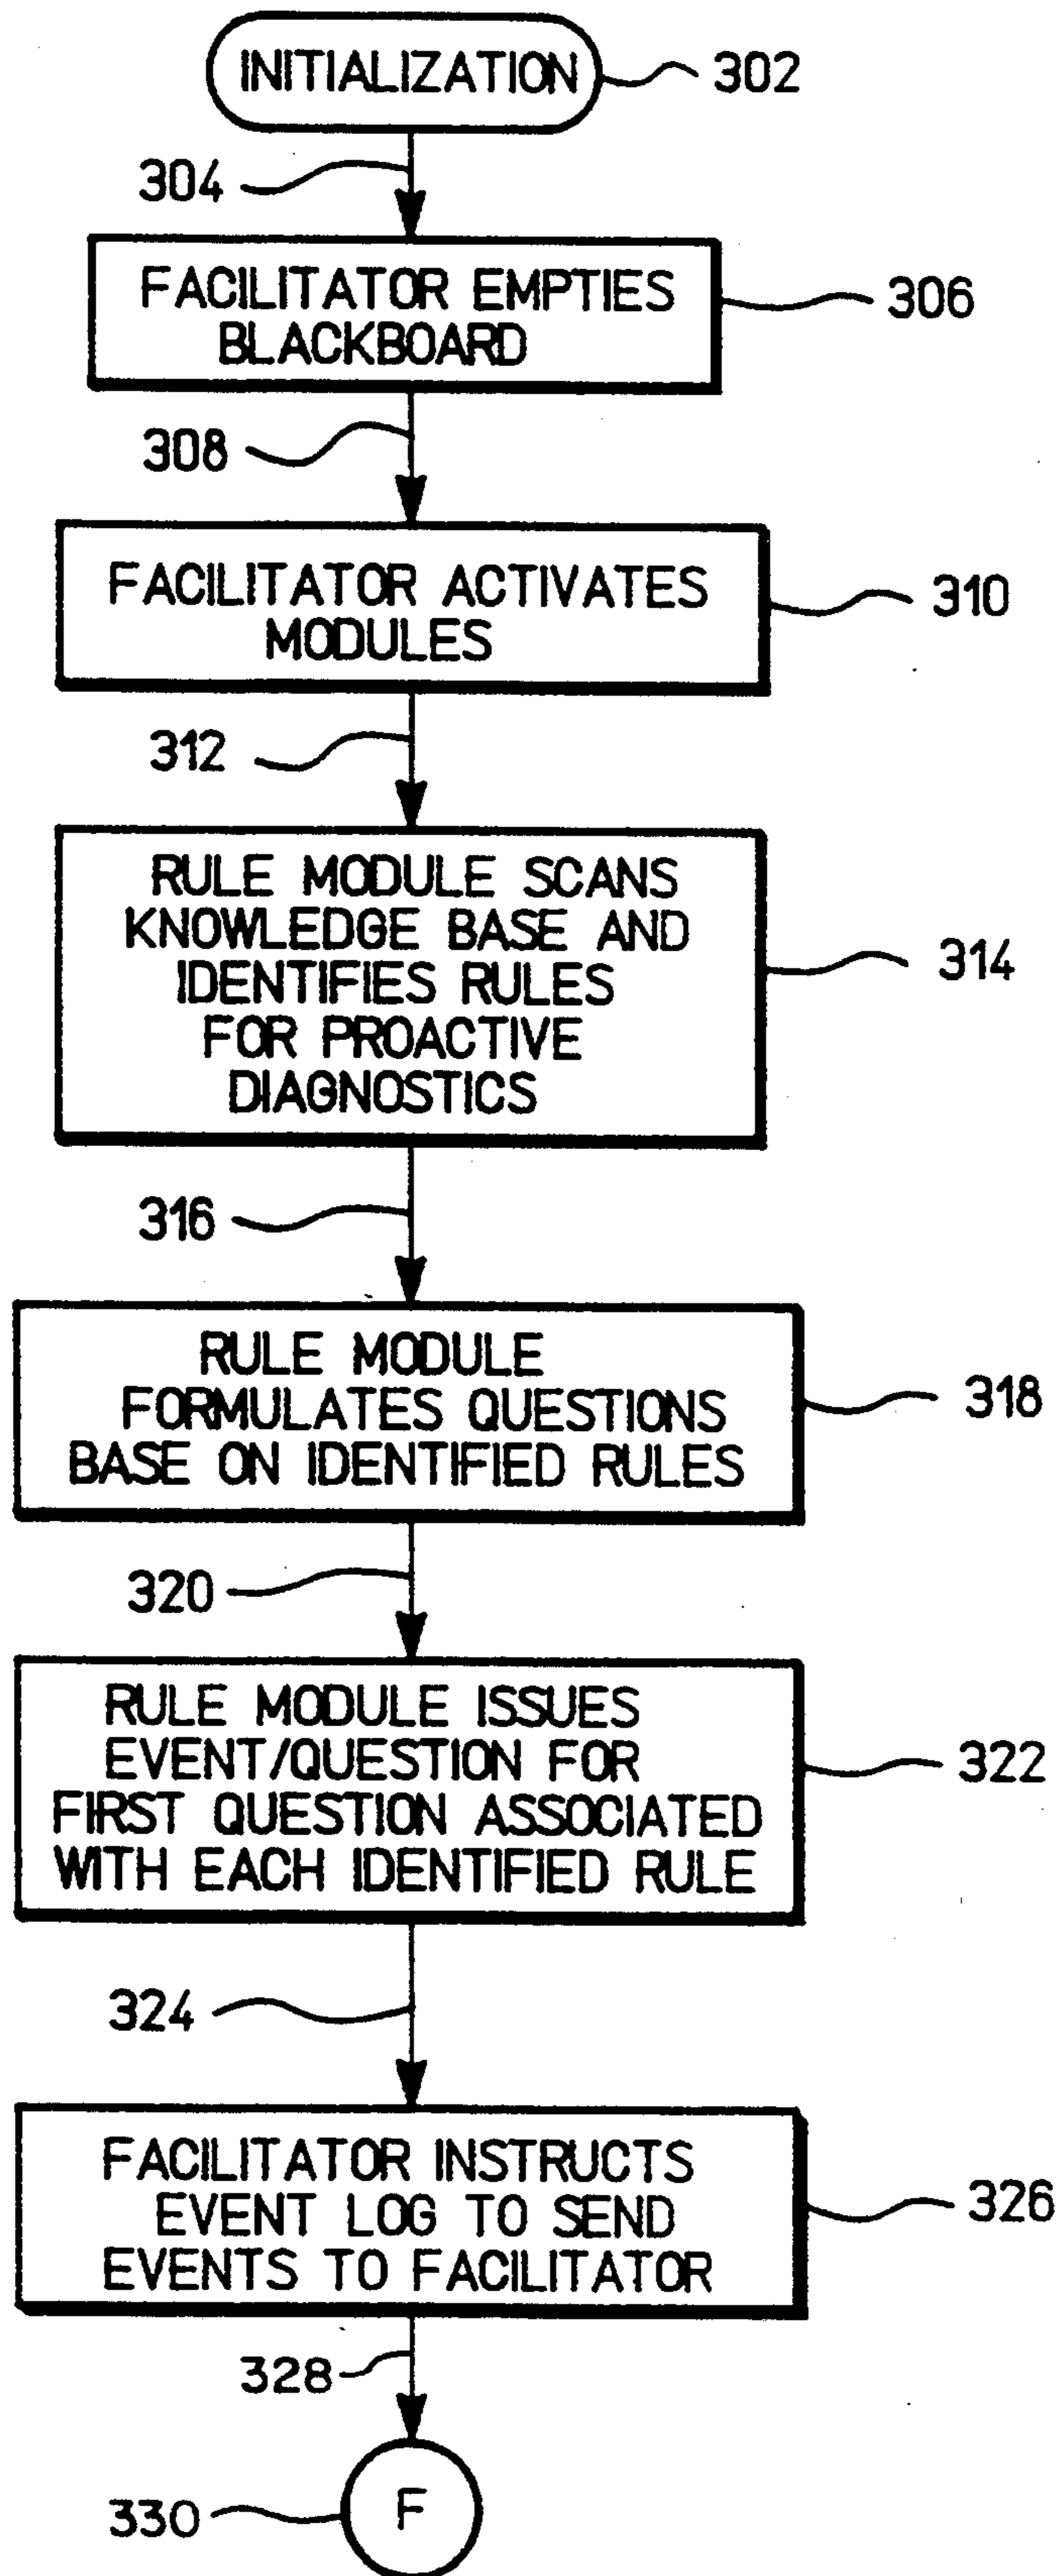 INITIALIZATION
302
304
FACILITATOR EMPTIES
BLACKBOARD
306
308
FACILITATOR ACTIVATES
MODULES
310
312
RULE MODULE SCANS
KNOWLEDGE BASE AND
IDENTIFIES RULES
FOR PROACTIVE
DIAGNOSTICS
314
316
RULE MODULE
FORMULATES QUESTIONS
BASE ON IDENTIFIED RULES
318
320
RULE MODULE ISSUES
EVENT/QUESTION FOR
FIRST QUESTION ASSOCIATED
WITH EACH IDENTIFIED RULE
322
324
FACILITATOR INSTRUCTS
EVENT LOG TO SEND
EVENTS TO FACILITATOR
326
328
330
F